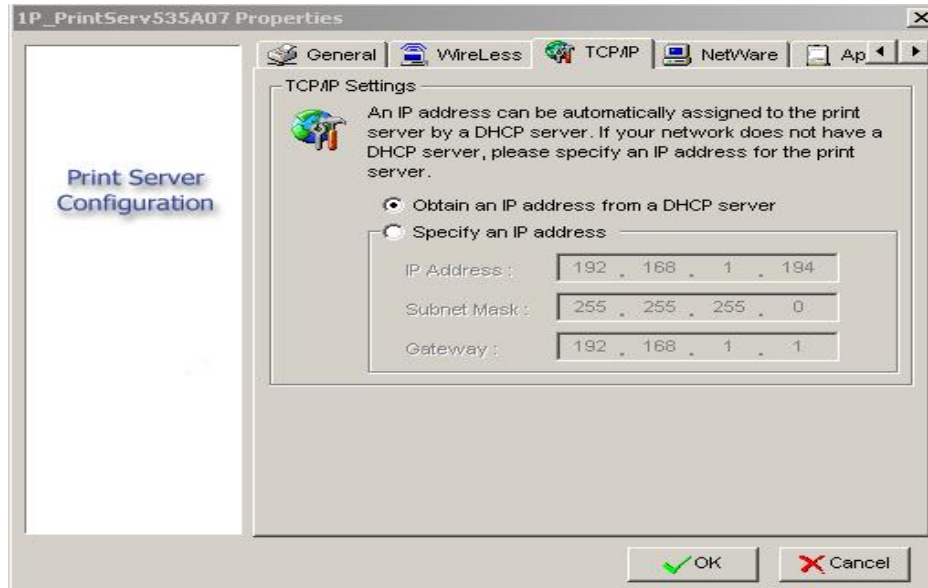 1P_PrintServ535A07 Properties
General
WireLess
TCP/IP
NetWare
Ap
Print Server
Configuration
TCP/IP Settings
An IP address can be automatically assigned to the print
server by a DHCP server. If your network does not have a
DHCP server, please specify an IP address for the print
server.
Obtain an IP address from a DHCP server
Specify an IP address
IP Address : 192 . 168 . 1 . 194
Subnet Mask : 255 . 255 . 255 . 0
Gateway : 192 . 168 . 1 . 1
OK
Cancel